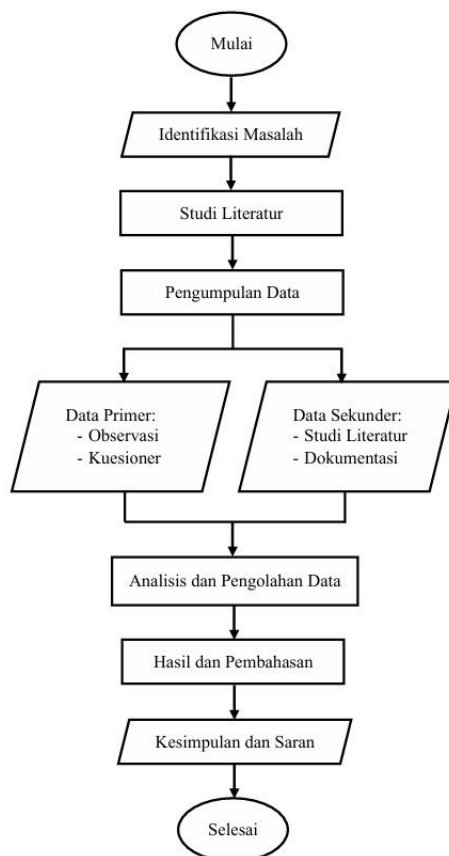 Mulai
Identifikasi Masalah
Studi Literatur
Pengumpulan Data
Data Primer:
- Observasi
- Kuesioner
Data Sekunder:
- Studi Literatur
- Dokumentasi
Analisis dan Pengolahan Data
Hasil dan Pembahasan
Kesimpulan dan Saran
Selesai